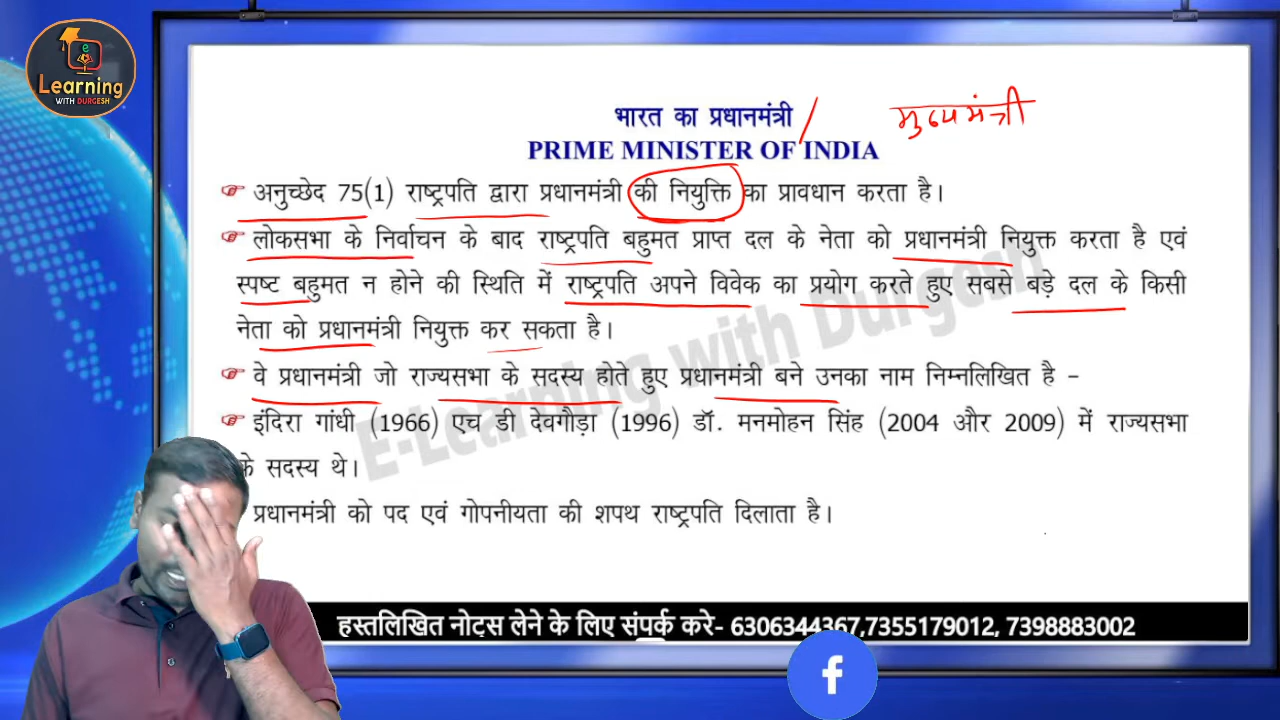 e
Learning
WITH DURGESH
भारत का प्रधानमंत्री / मुख्यमंत्री
PRIME MINISTER OF INDIA
अनुच्छेद 75(1) राष्ट्रपति द्वारा प्रधानमंत्री की नियुक्ति का प्रावधान करता है।
लोकसभा के निर्वाचन के बाद राष्ट्रपति बहुमत प्राप्त दल के नेता को प्रधानमंत्री नियुक्त करता है एवं
स्पष्ट बहुमत न होने की स्थिति में राष्ट्रपति अपने विवेक का प्रयोग करते हुए सबसे बड़े दल के किसी
नेता को प्रधानमंत्री नियुक्त कर सकता है।
वे प्रधानमंत्री जो राज्यसभा के सदस्य होते हुए प्रधानमंत्री बने उनका नाम निम्नलिखित है –
इंदिरा गांधी (1966) एच डी देवगौड़ा (1996) डॉ. मनमोहन सिंह (2004 और 2009) में राज्यसभा
के सदस्य थे।
प्रधानमंत्री को पद एवं गोपनीयता की शपथ राष्ट्रपति दिलाता है।
E-Learning with Durgesh
हस्तलिखित नोट्स लेने के लिए संपर्क करे- 6306344367,7355179012, 7398883002
f